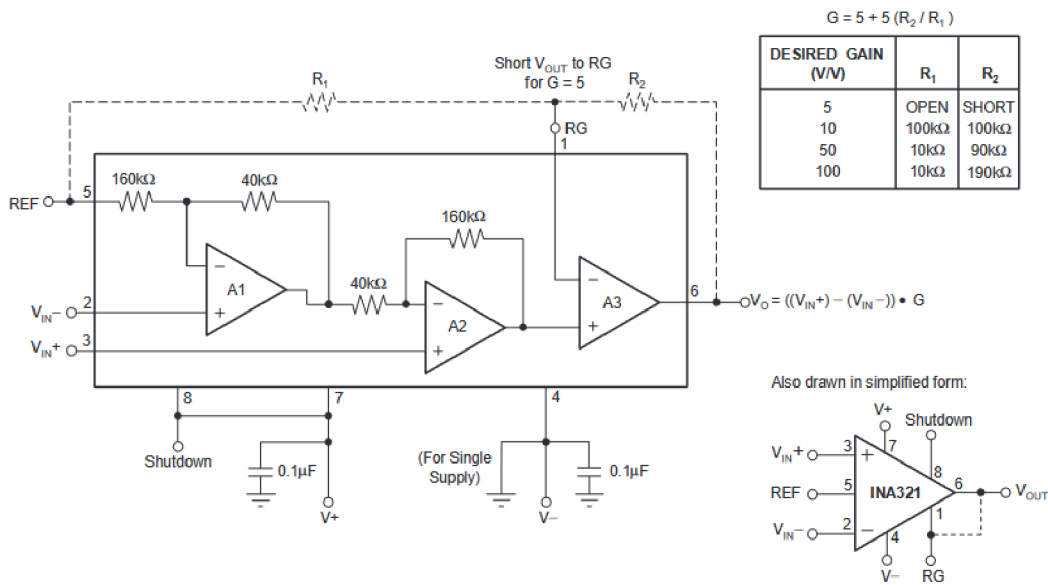 G = 5 + 5 (R₂ / R₁)
DESIRED GAIN (V/V) R₁ R₂
5 OPEN SHORT
10 100kΩ 100kΩ
50 10kΩ 90kΩ
100 10kΩ 190kΩ
Short VOUT to RG
for G = 5
R₁
R₂
RG
1
160kΩ
40kΩ
REF
5
160kΩ
A1
40kΩ
A2
A3
−
+
−
+
−
+
6
VO = ((VIN+) − (VIN−)) • G
VIN− 2
VIN+ 3
8
7
4
Shutdown
0.1µF
V+
(For Single
Supply)
0.1µF
V−
Also drawn in simplified form:
V+
Shutdown
VIN+ 3
+
7
8
REF 5
INA321
6
VOUT
VIN− 2
−
4
1
V−
RG